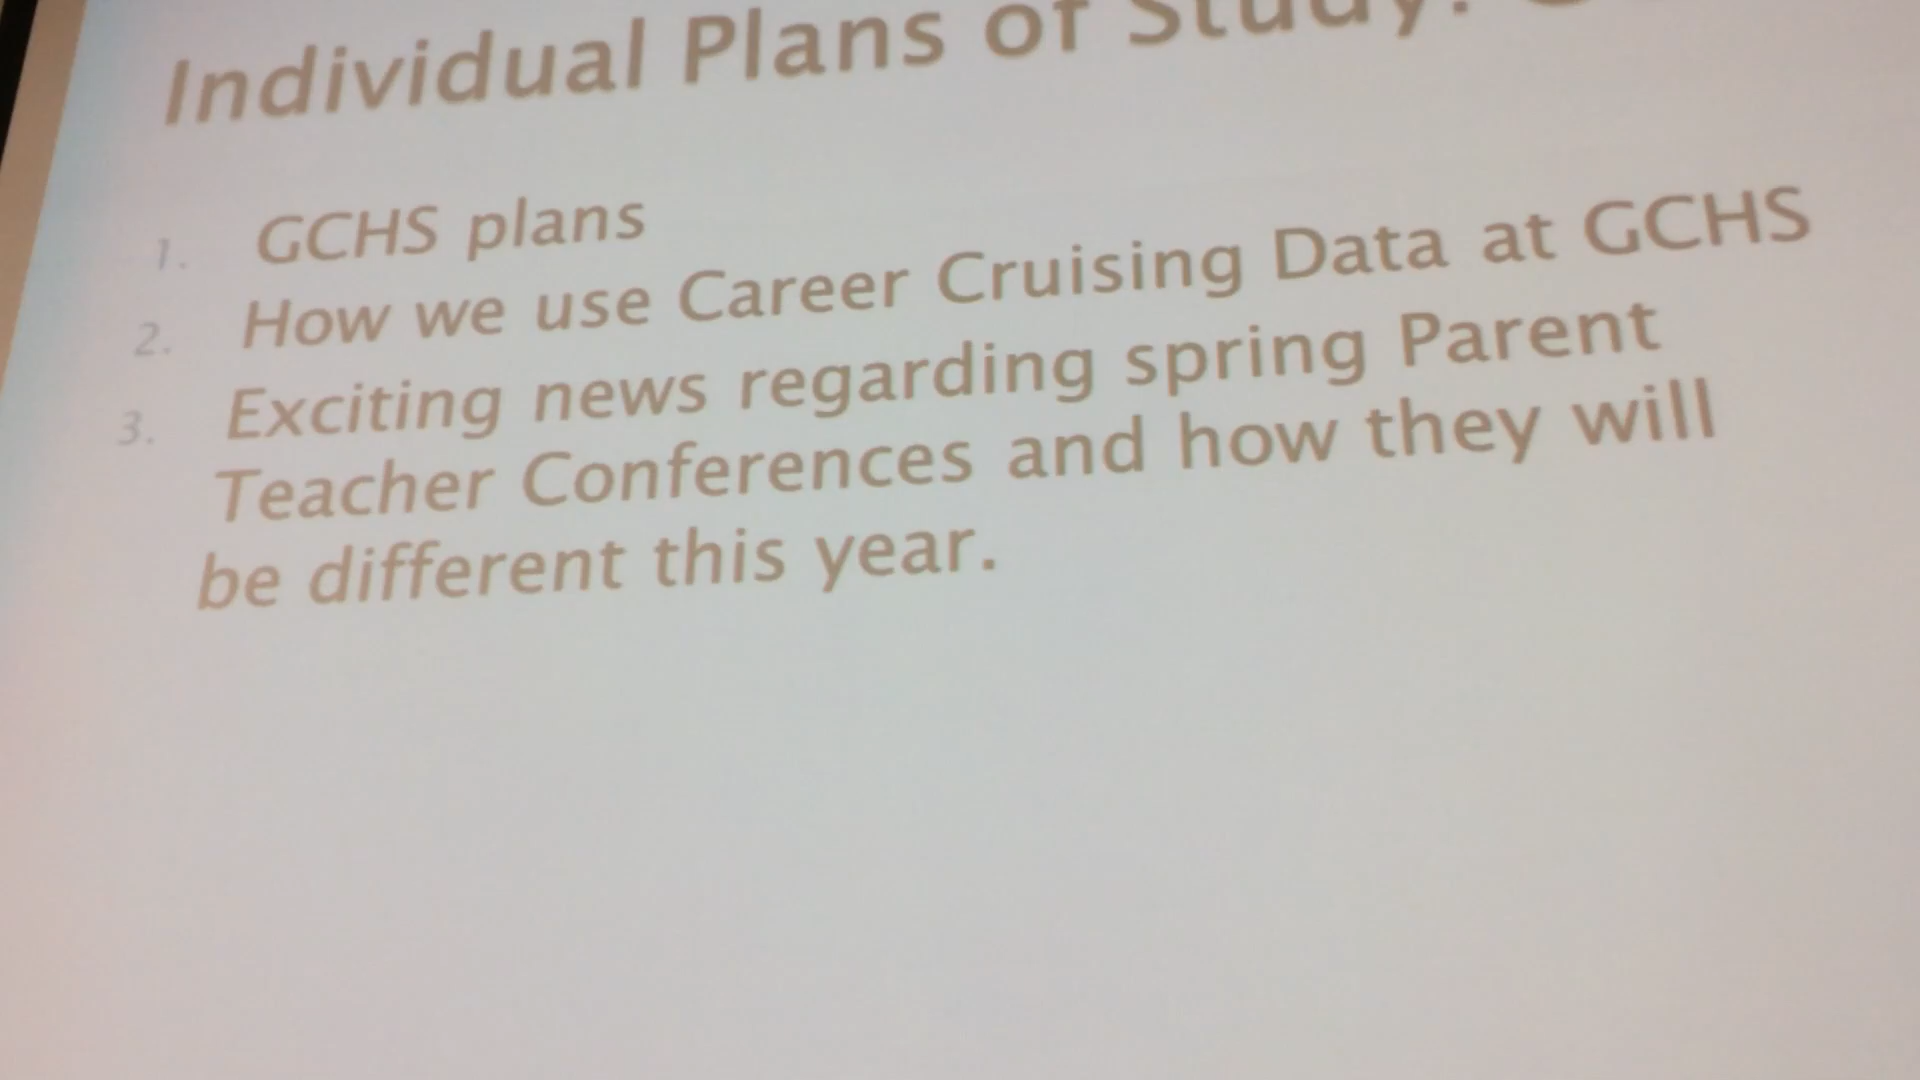 Individual Plans of Study:
1. GCHS plans
2. How we use Career Cruising Data at GCHS
3. Exciting news regarding spring Parent
Teacher Conferences and how they will
be different this year.